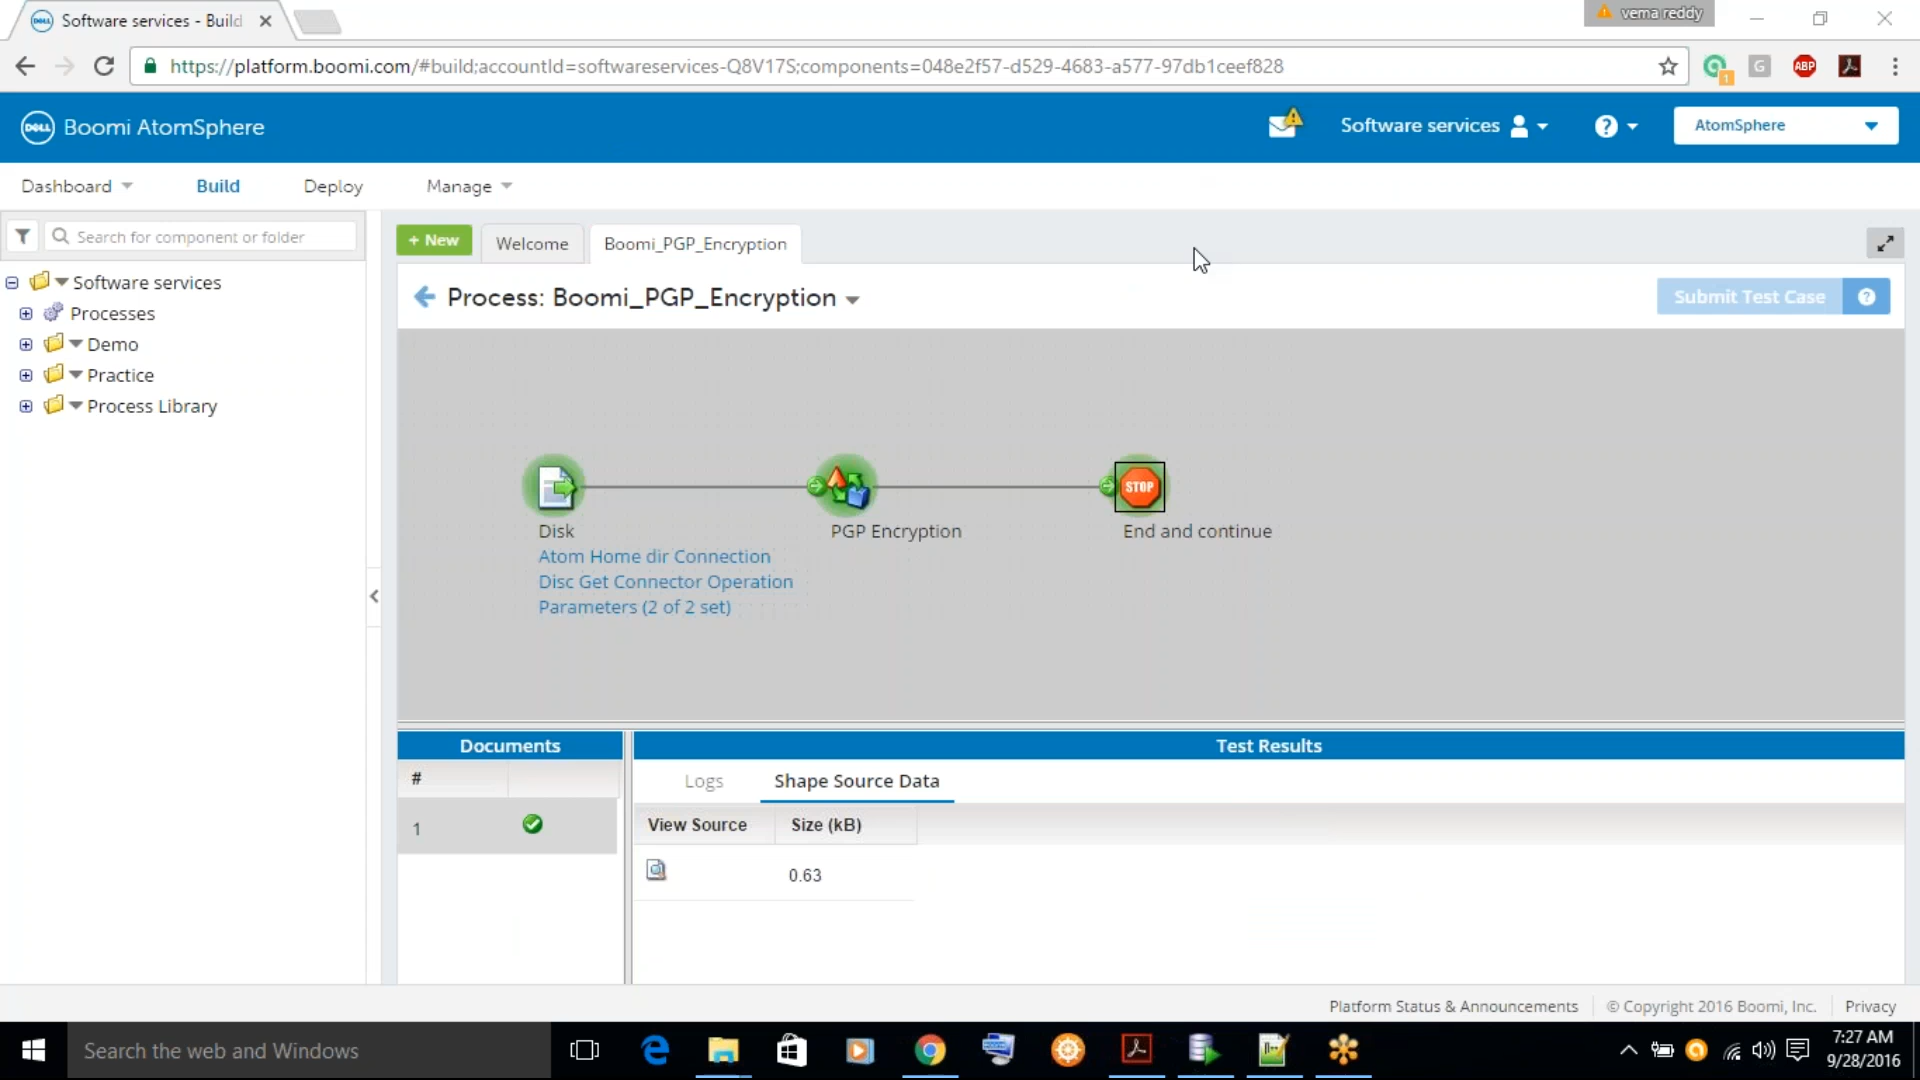 Software services - Build
verna reddy
https://platform.boomi.com/#build;accountId=softwareservices-Q8V17S;components=048e2f57-d529-4683-a577-97db1ceef828
1
G
ABP
DELL
Boomi AtomSphere
Software services
?
AtomSphere
Dashboard
Build
Deploy
Manage
Search for component or folder
+ New
Welcome
Boomi_PGP_Encryption
Software services
Processes
Demo
Practice
Process Library
Process: Boomi_PGP_Encryption
Submit Test Case
?
STOP
Disk
Atom Home dir Connection
Disc Get Connector Operation
Parameters (2 of 2 set)
PGP Encryption
End and continue
Documents
Test Results
#
Logs
Shape Source Data
1
View Source
Size (kB)
0.63
Platform Status & Announcements
© Copyright 2016 Boomi, Inc.
Privacy
Search the web and Windows
7:27 AM
9/28/2016